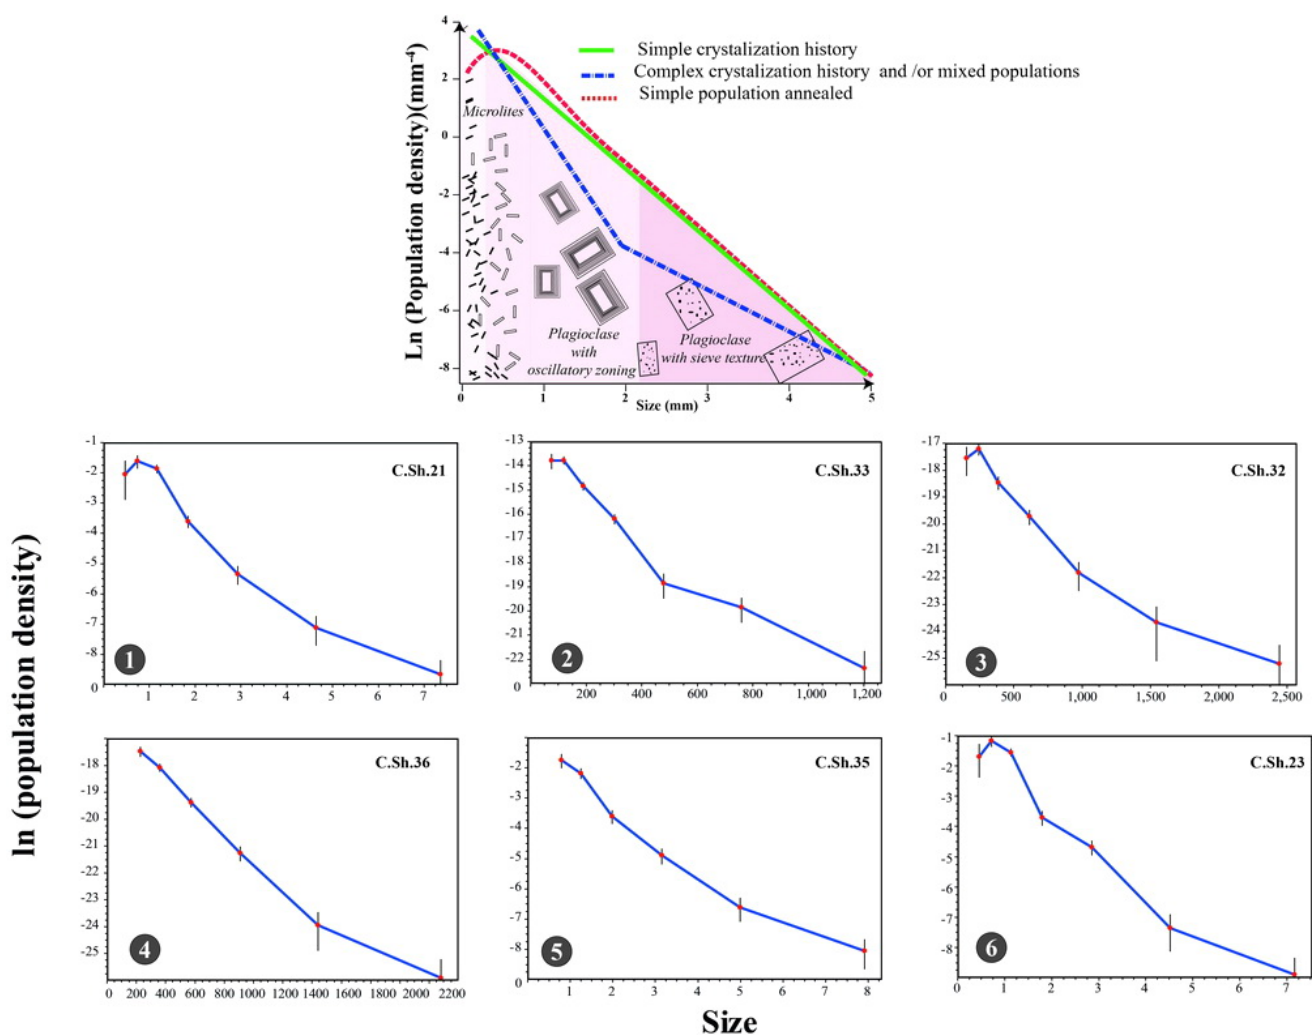 Ln (Population density)(mm⁻⁴)
4
2
0
-2
-4
-6
-8
Simple crystalization history
Complex crystalization history and /or mixed populations
Simple population annealed
Microlites
Plagioclase
with
oscillatory zoning
Plagioclase
with sieve texture
0 1 2 3 4 5
Size (mm)
ln (population density)
C.Sh.21
-1
-2
-3
-4
-5
-6
-7
-8
0
1 2 3 4 5 6 7
1
C.Sh.33
-13
-14
-15
-16
-17
-18
-19
-20
-21
-22
0
200 400 600 800 1,000 1,200
2
C.Sh.32
-17
-18
-19
-20
-21
-22
-23
-24
-25
0 500 1,000 1,500 2,000 2,500
3
C.Sh.36
-18
-19
-20
-21
-22
-23
-24
-25
0 200 400 600 800 1000 1200 1400 1600 1800 2000 2200
4
C.Sh.35
-2
-3
-4
-5
-6
-7
-8
0
1 2 3 4 5 6 7 8
5
C.Sh.23
-1
-2
-3
-4
-5
-6
-7
-8
0
0 1 2 3 4 5 6 7
6
Size